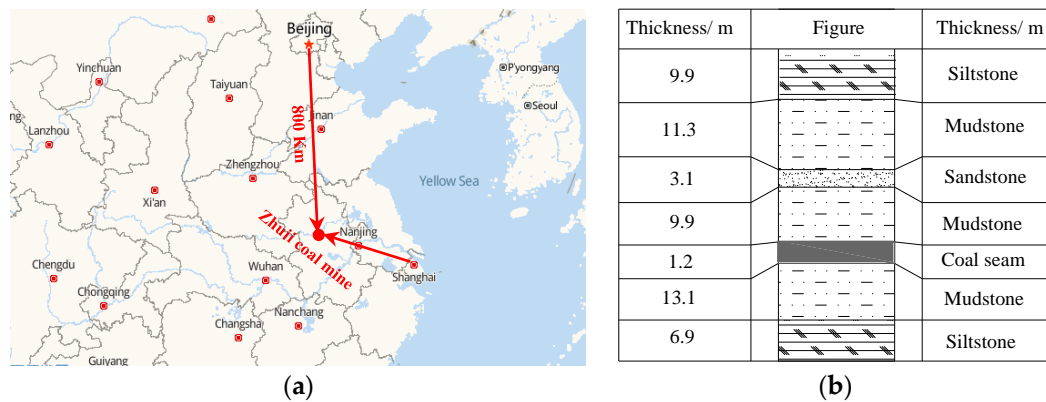 Beijing
Yinchuan
Taiyuan
P'yongyang
Seoul
800 Km
Jinan
Lanzhou
Zhengzhou
Yellow Sea
Xi'an
Zhuji coal mine
Nanjing
Chengdu
Wuhan
Shanghai
Chongqing
Nanchang
Changsha
Guiyang
(a)
Thickness/ m Figure Thickness/ m
9.9 Siltstone
11.3 Mudstone
3.1 Sandstone
9.9 Mudstone
1.2 Coal seam
13.1 Mudstone
6.9 Siltstone
(b)